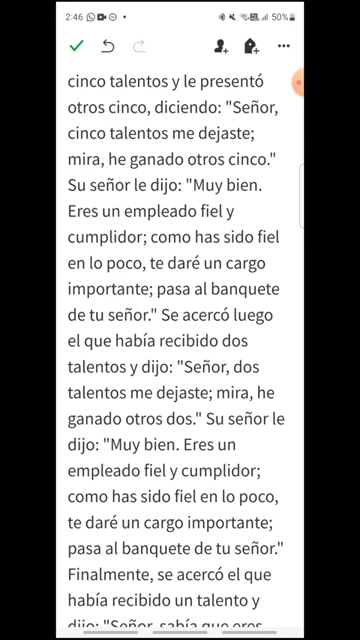 2:46
50%
cinco talentos y le presentó
otros cinco, diciendo: "Señor,
cinco talentos me dejaste;
mira, he ganado otros cinco."
Su señor le dijo: "Muy bien.
Eres un empleado fiel y
cumplidor; como has sido fiel
en lo poco, te daré un cargo
importante; pasa al banquete
de tu señor." Se acercó luego
el que había recibido dos
talentos y dijo: "Señor, dos
talentos me dejaste; mira, he
ganado otros dos." Su señor le
dijo: "Muy bien. Eres un
empleado fiel y cumplidor;
como has sido fiel en lo poco,
te daré un cargo importante;
pasa al banquete de tu señor."
Finalmente, se acercó el que
había recibido un talento y
dijo: "Señor, sabía que eres